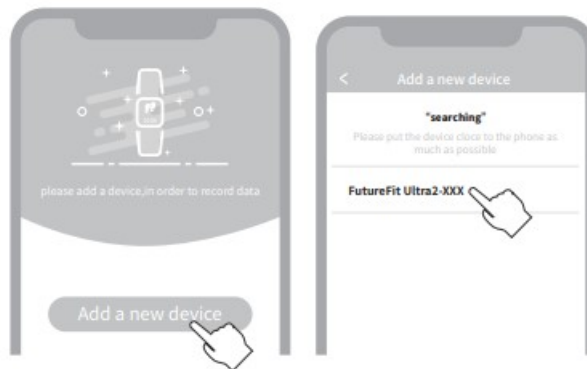 please add a device,in order to record data
Add a new device
Add a new device
"searching"
Please put the device cloce to the phone as
much as possible
FutureFit Ultra2-XXX